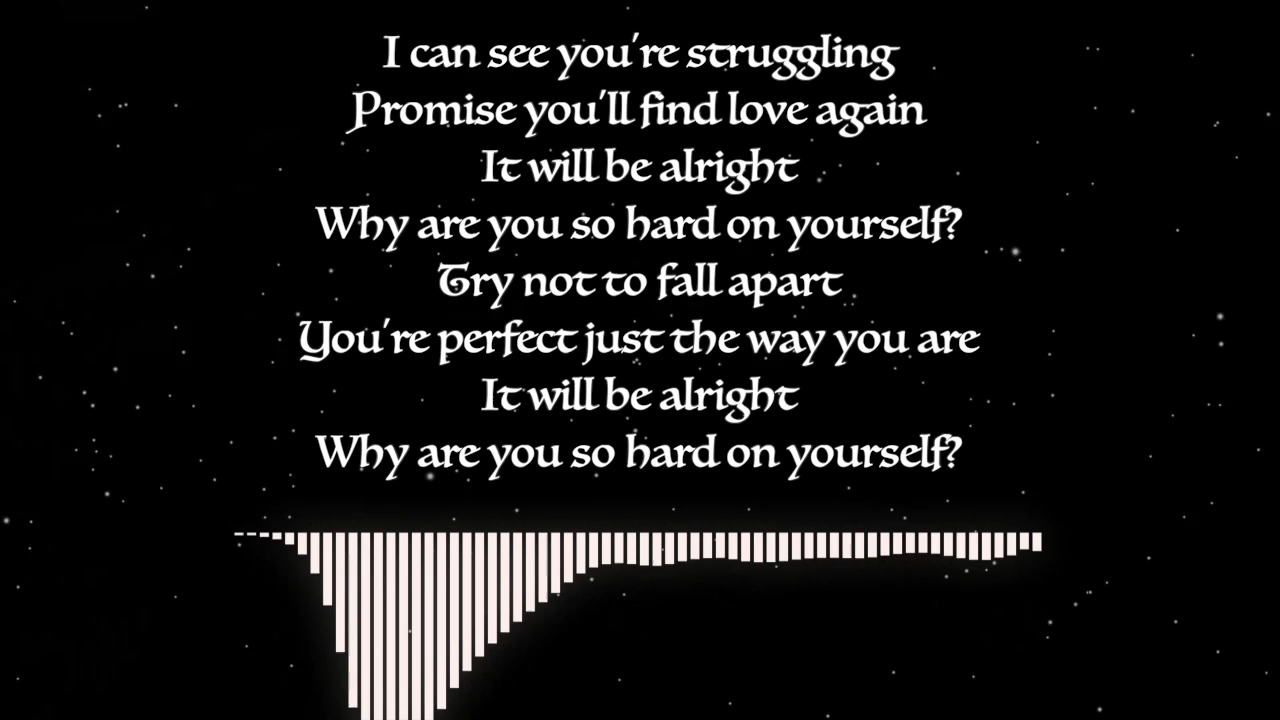 I can see you're struggling
Promise you'll find love again
It will be alright
Why are you so hard on yourself?
Try not to fall apart
You're perfect just the way you are
It will be alright
Why are you so hard on yourself?